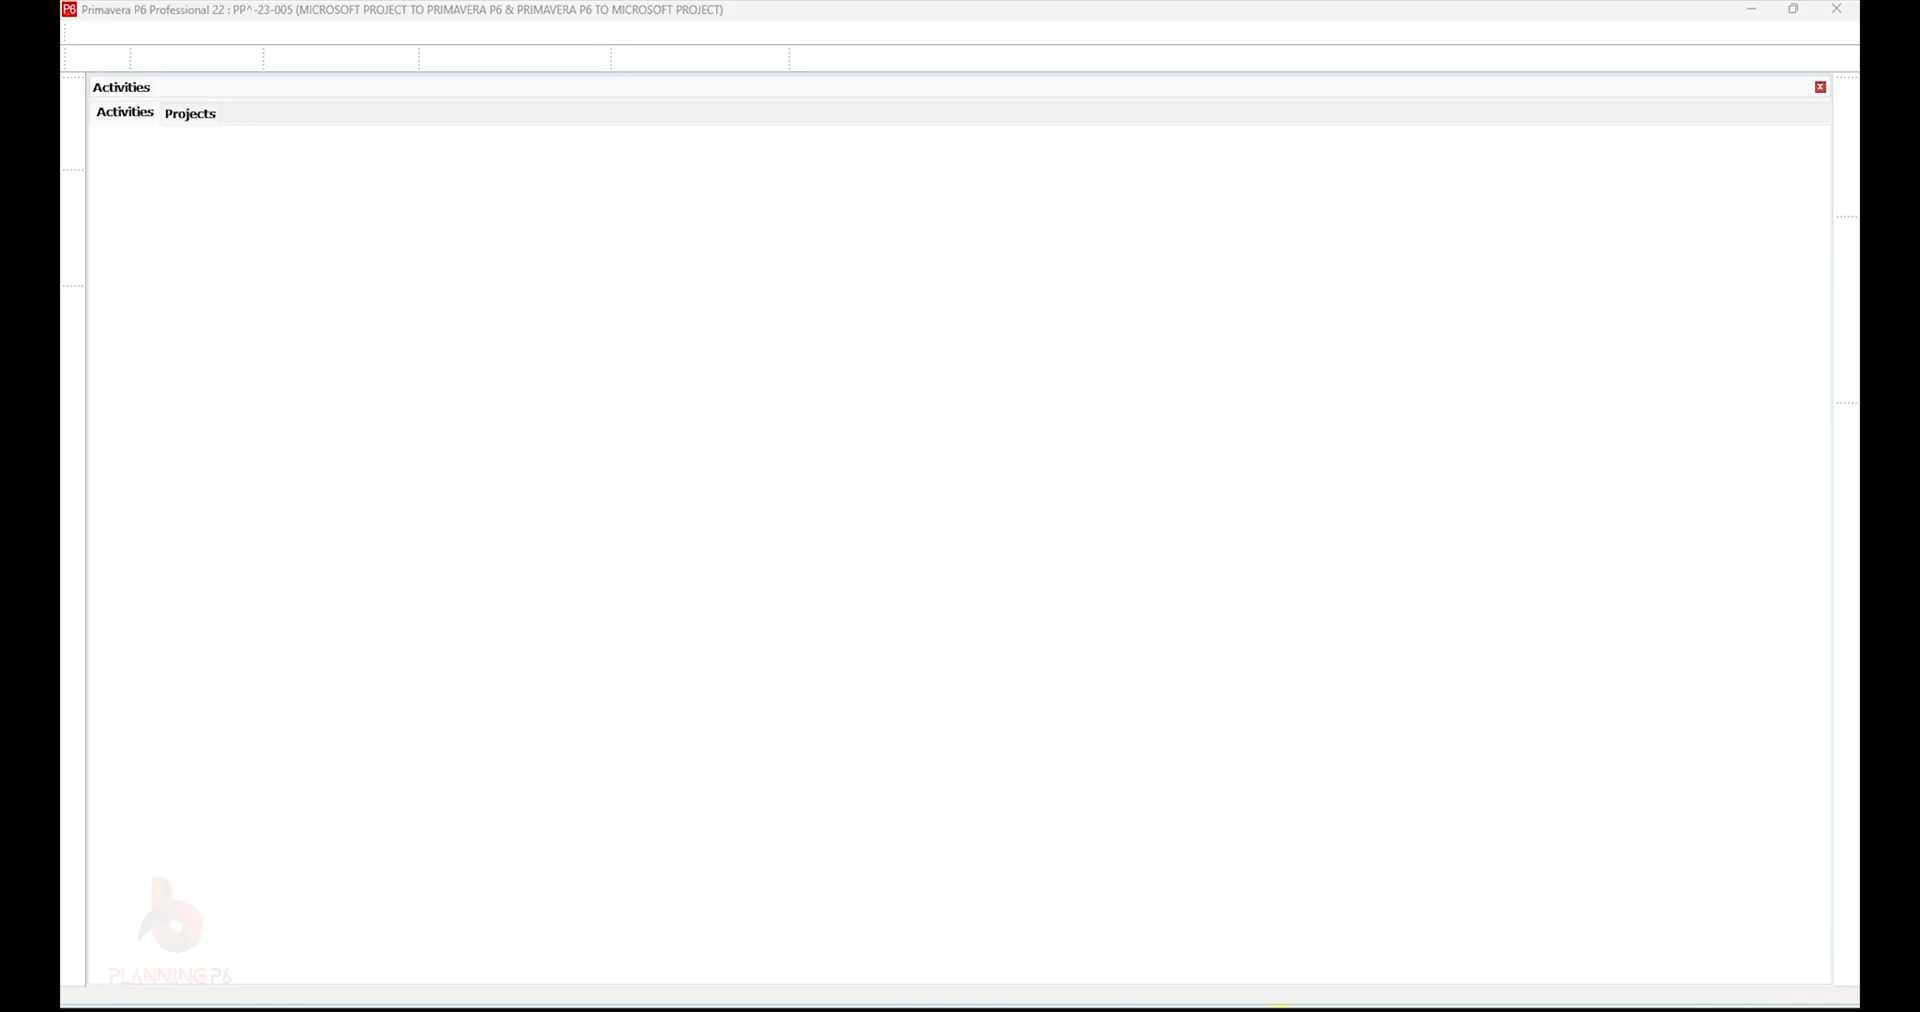 P6 Primavera P6 Professional 22 : PP^-23-005 (MICROSOFT PROJECT TO PRIMAVERA P6 & PRIMAVERA P6 TO MICROSOFT PROJECT)
Activities
Activities Projects
PLANNING P6